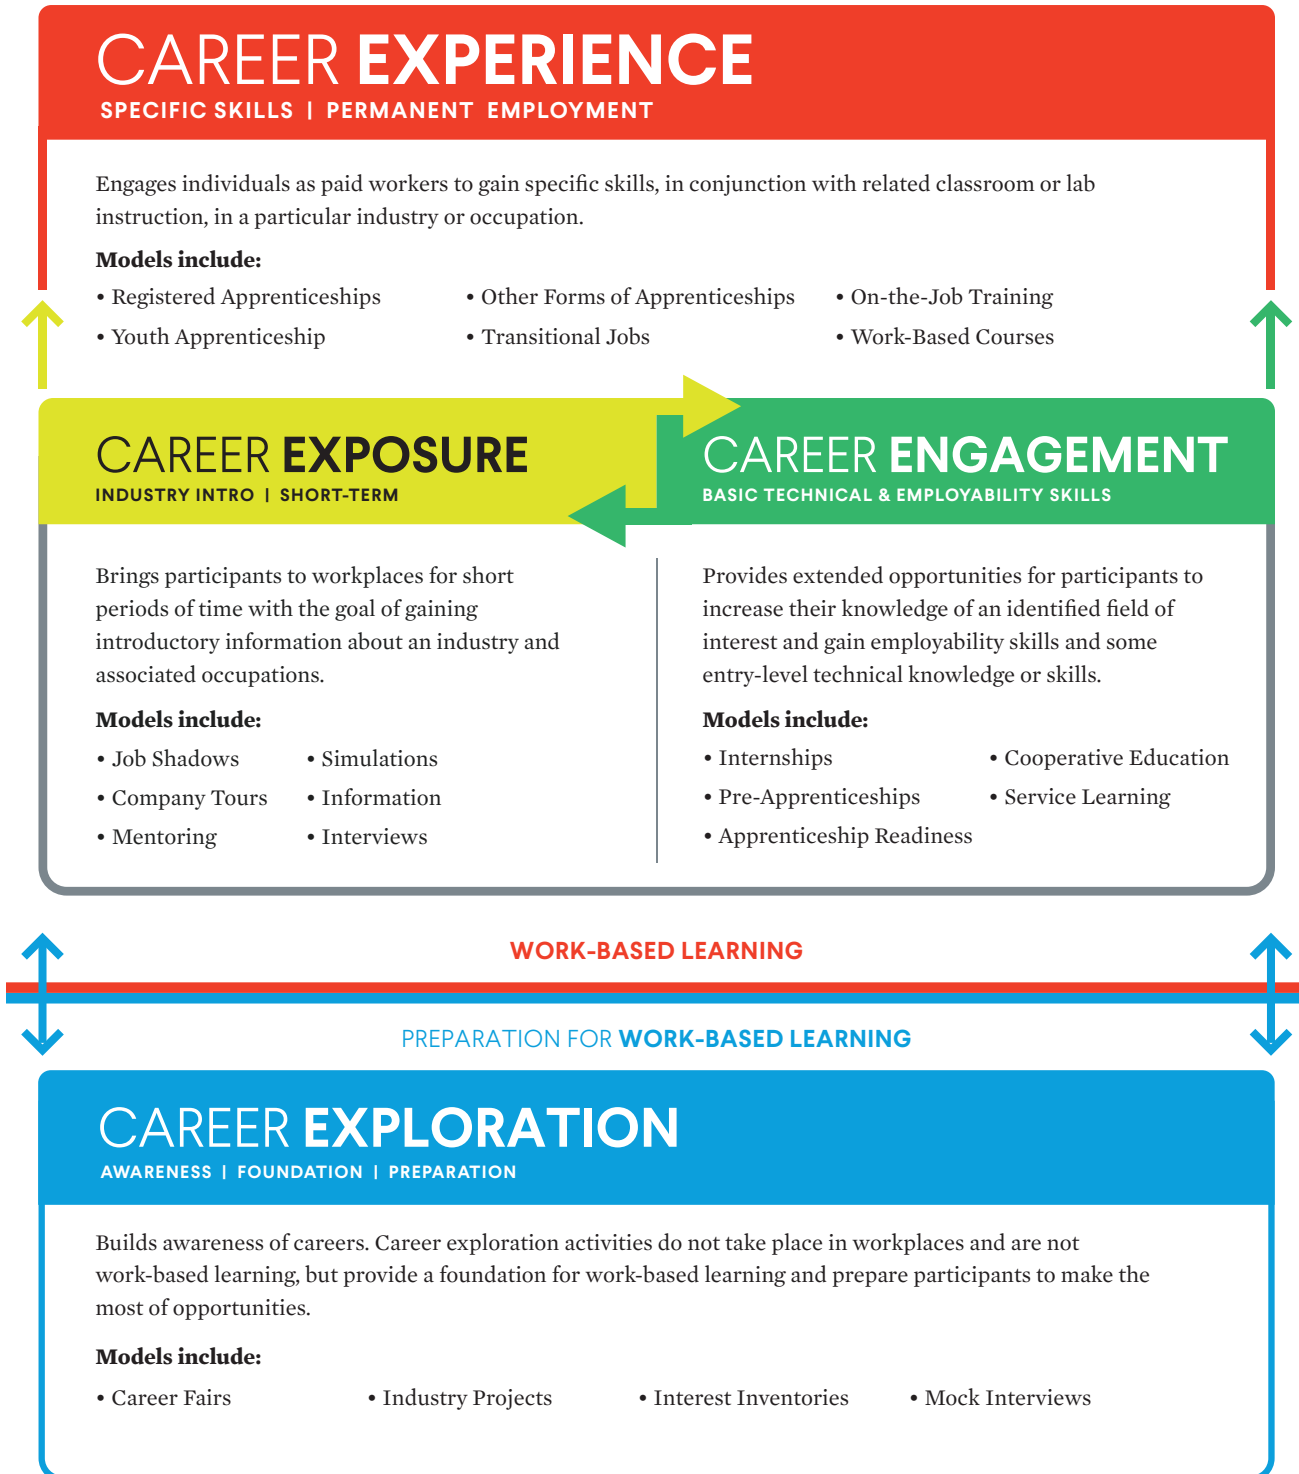 CAREER EXPERIENCE
SPECIFIC SKILLS | PERMANENT EMPLOYMENT
Engages individuals as paid workers to gain specific skills, in conjunction with related classroom or lab
instruction, in a particular industry or occupation.
Models include:
• Registered Apprenticeships • Other Forms of Apprenticeships • On-the-Job Training
• Youth Apprenticeship • Transitional Jobs • Work-Based Courses
CAREER EXPOSURE
INDUSTRY INTRO | SHORT-TERM
Brings participants to workplaces for short
periods of time with the goal of gaining
introductory information about an industry and
associated occupations.
Models include:
• Job Shadows • Simulations
• Company Tours • Information
• Mentoring • Interviews
CAREER ENGAGEMENT
BASIC TECHNICAL & EMPLOYABILITY SKILLS
Provides extended opportunities for participants to
increase their knowledge of an identified field of
interest and gain employability skills and some
entry-level technical knowledge or skills.
Models include:
• Internships • Cooperative Education
• Pre-Apprenticeships • Service Learning
• Apprenticeship Readiness
WORK-BASED LEARNING
PREPARATION FOR WORK-BASED LEARNING
CAREER EXPLORATION
AWARENESS | FOUNDATION | PREPARATION
Builds awareness of careers. Career exploration activities do not take place in workplaces and are not
work-based learning, but provide a foundation for work-based learning and prepare participants to make the
most of opportunities.
Models include:
• Career Fairs • Industry Projects • Interest Inventories • Mock Interviews